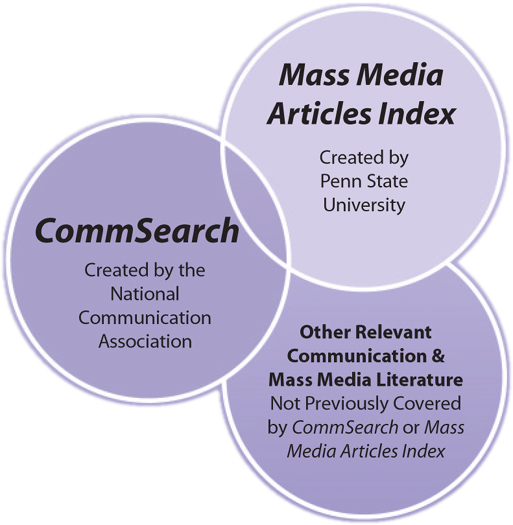 Mass Media
Articles Index
Created by
Penn State
University
CommSearch
Created by the
National
Communication
Association
Other Relevant
Communication &
Mass Media Literature
Not Previously Covered
by CommSearch or Mass
Media Articles Index